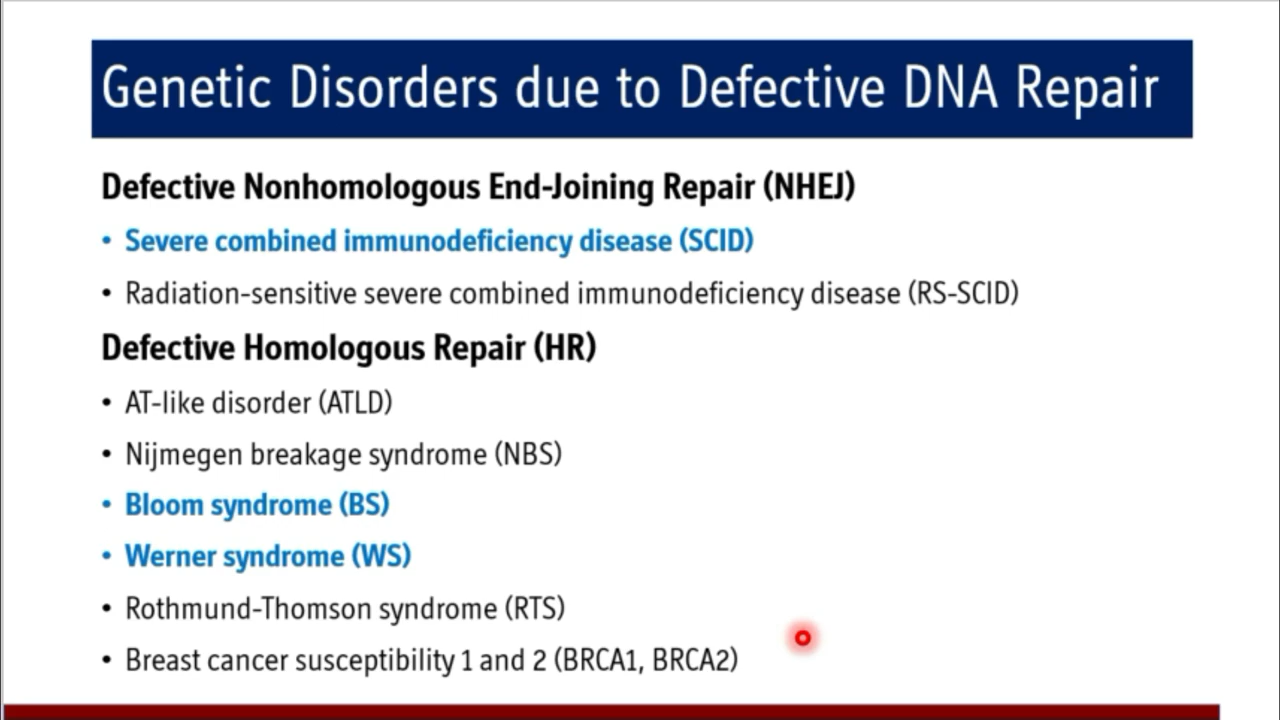 Genetic Disorders due to Defective DNA Repair
Defective Nonhomologous End-Joining Repair (NHEJ)
• Severe combined immunodeficiency disease (SCID)
• Radiation-sensitive severe combined immunodeficiency disease (RS-SCID)
Defective Homologous Repair (HR)
• AT-like disorder (ATLD)
• Nijmegen breakage syndrome (NBS)
• Bloom syndrome (BS)
• Werner syndrome (WS)
• Rothmund-Thomson syndrome (RTS)
• Breast cancer susceptibility 1 and 2 (BRCA1, BRCA2)